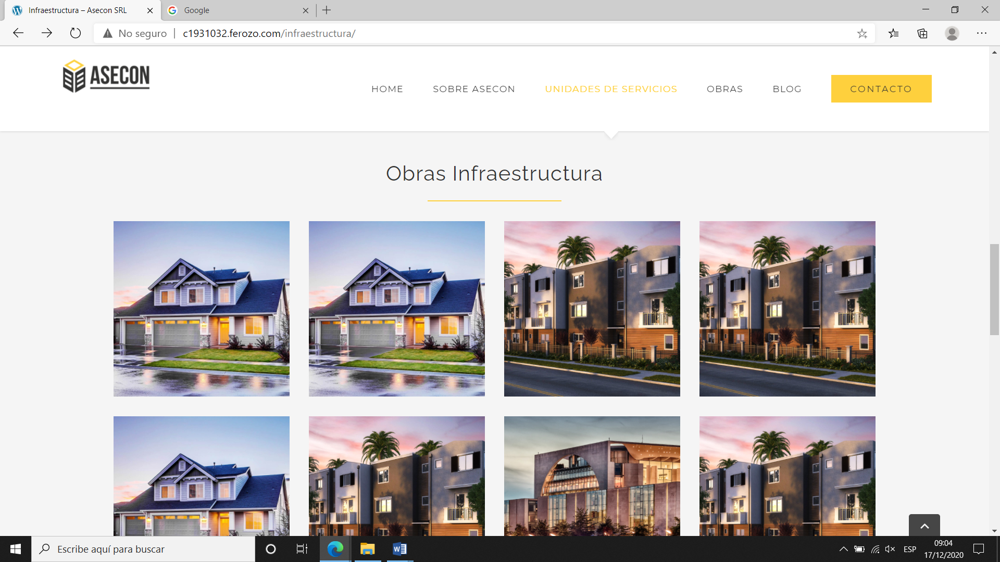 Infraestructura – Asecon SRL
Google
No seguro
c1931032.ferozo.com/infraestructura/
ASECON
HOME
SOBRE ASECON
UNIDADES DE SERVICIOS
OBRAS
BLOG
CONTACTO
Obras Infraestructura
Escribe aquí para buscar
ESP
09:04
17/12/2020